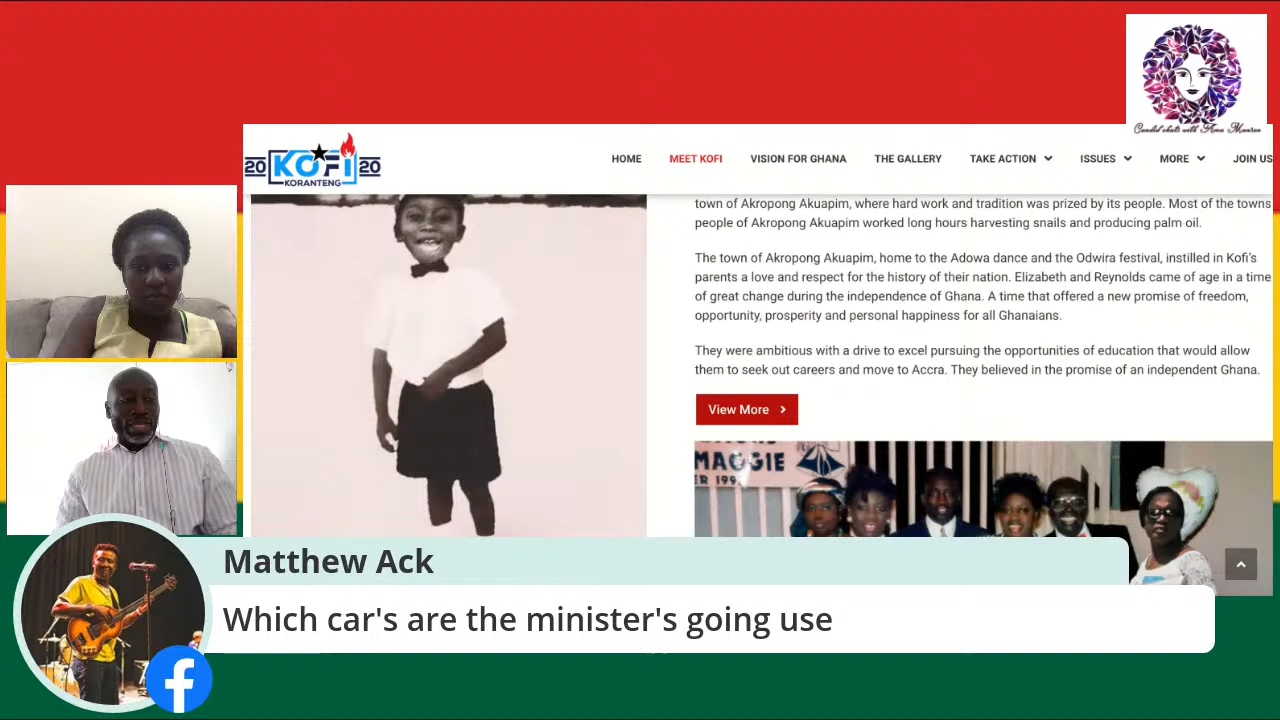 Candid chats with Ama Munroe
20 KOFI 20
KORANTENG
HOME
MEET KOFI
VISION FOR GHANA
THE GALLERY
TAKE ACTION
ISSUES
MORE
JOIN US
town of Akropong Akuapim, where hard work and tradition was prized by its people. Most of the towns
people of Akropong Akuapim worked long hours harvesting snails and producing palm oil.
The town of Akropong Akuapim, home to the Adowa dance and the Odwira festival, instilled in Kofi's
parents a love and respect for the history of their nation. Elizabeth and Reynolds came of age in a time
of great change during the independence of Ghana. A time that offered a new promise of freedom,
opportunity, prosperity and personal happiness for all Ghanaians.
They were ambitious with a drive to excel pursuing the opportunities of education that would allow
them to seek out careers and move to Accra. They believed in the promise of an independent Ghana.
View More
MAGGIE
Matthew Ack
Which car's are the minister's going use